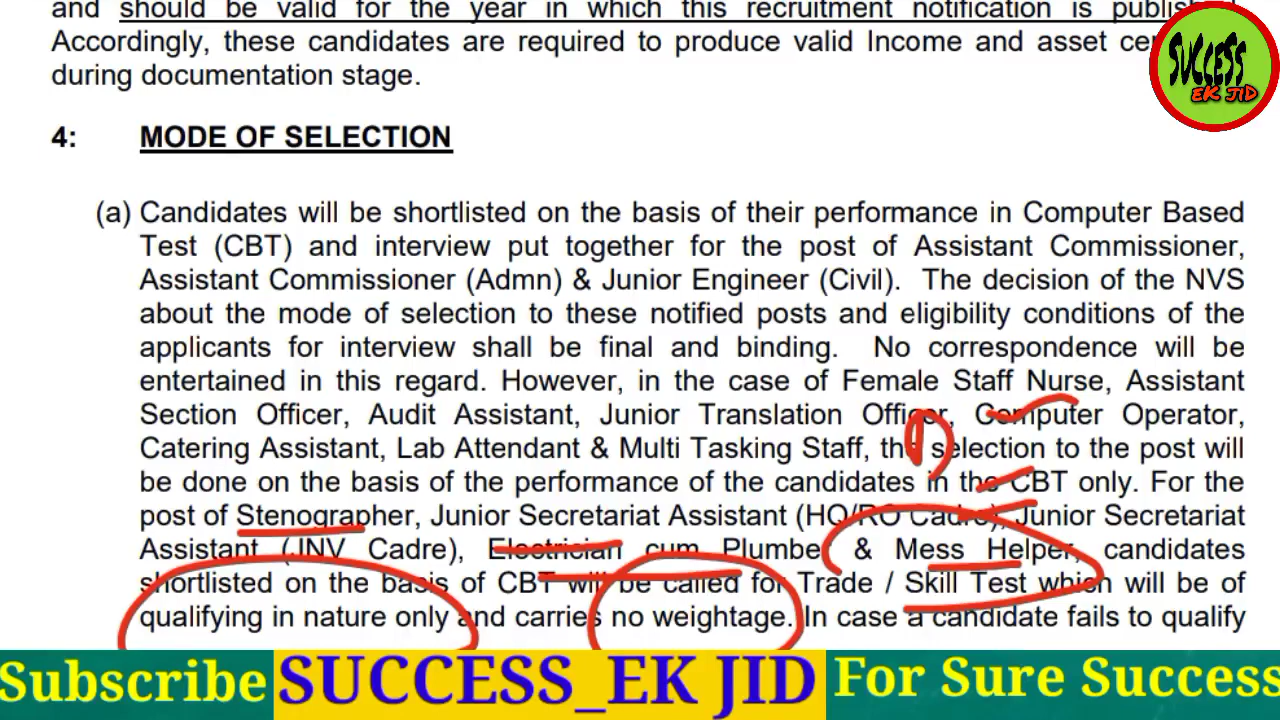 and should be valid for the year in which this recruitment notification is
Accordingly, these candidates are required to produce valid Income and asset
during documentation stage.
SUCCESS
EK JID
4: MODE OF SELECTION
(a) Candidates will be shortlisted on the basis of their performance in Computer Based
Test (CBT) and interview put together for the post of Assistant Commissioner,
Assistant Commissioner (Admn) & Junior Engineer (Civil). The decision of the NVS
about the mode of selection to these notified posts and eligibility conditions of the
applicants for interview shall be final and binding. No correspondence will be
entertained in this regard. However, in the case of Female Staff Nurse, Assistant
Section Officer, Audit Assistant, Junior Translation Officer, Computer Operator,
Catering Assistant, Lab Attendant & Multi Tasking Staff, the selection to the post will
be done on the basis of the performance of the candidates in the CBT only. For the
post of Stenographer, Junior Secretariat Assistant (HQ/RO Cadre), Junior Secretariat
Assistant (JNV Cadre), Electrician cum Plumber & Mess Helper, candidates
shortlisted on the basis of CBT will be called for Trade / Skill Test which will be of
qualifying in nature only and carries no weightage. In case a candidate fails to qualify
Subscribe SUCCESS_EK JID For Sure Success